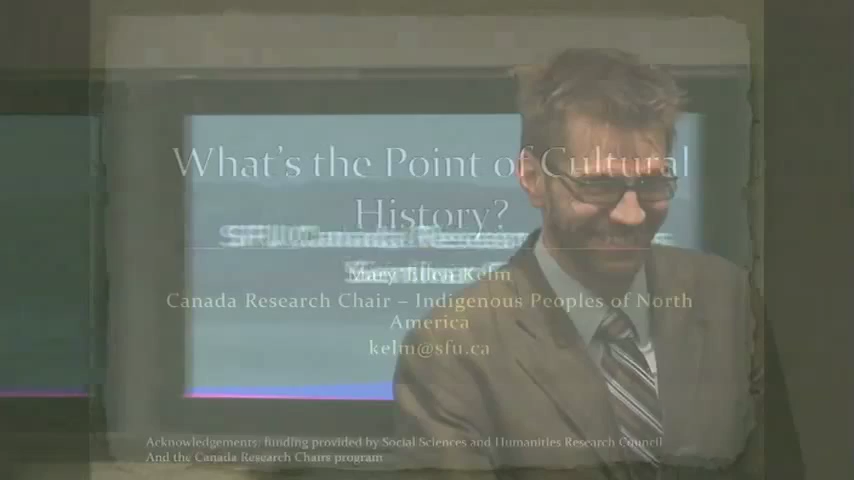 What's the Point of Cultural
History?
Mary-Ellen Kelm
Canada Research Chair – Indigenous Peoples of North
America
kelm@sfu.ca
Acknowledgements: funding provided by Social Sciences and Humanities Research Council
And the Canada Research Chairs program